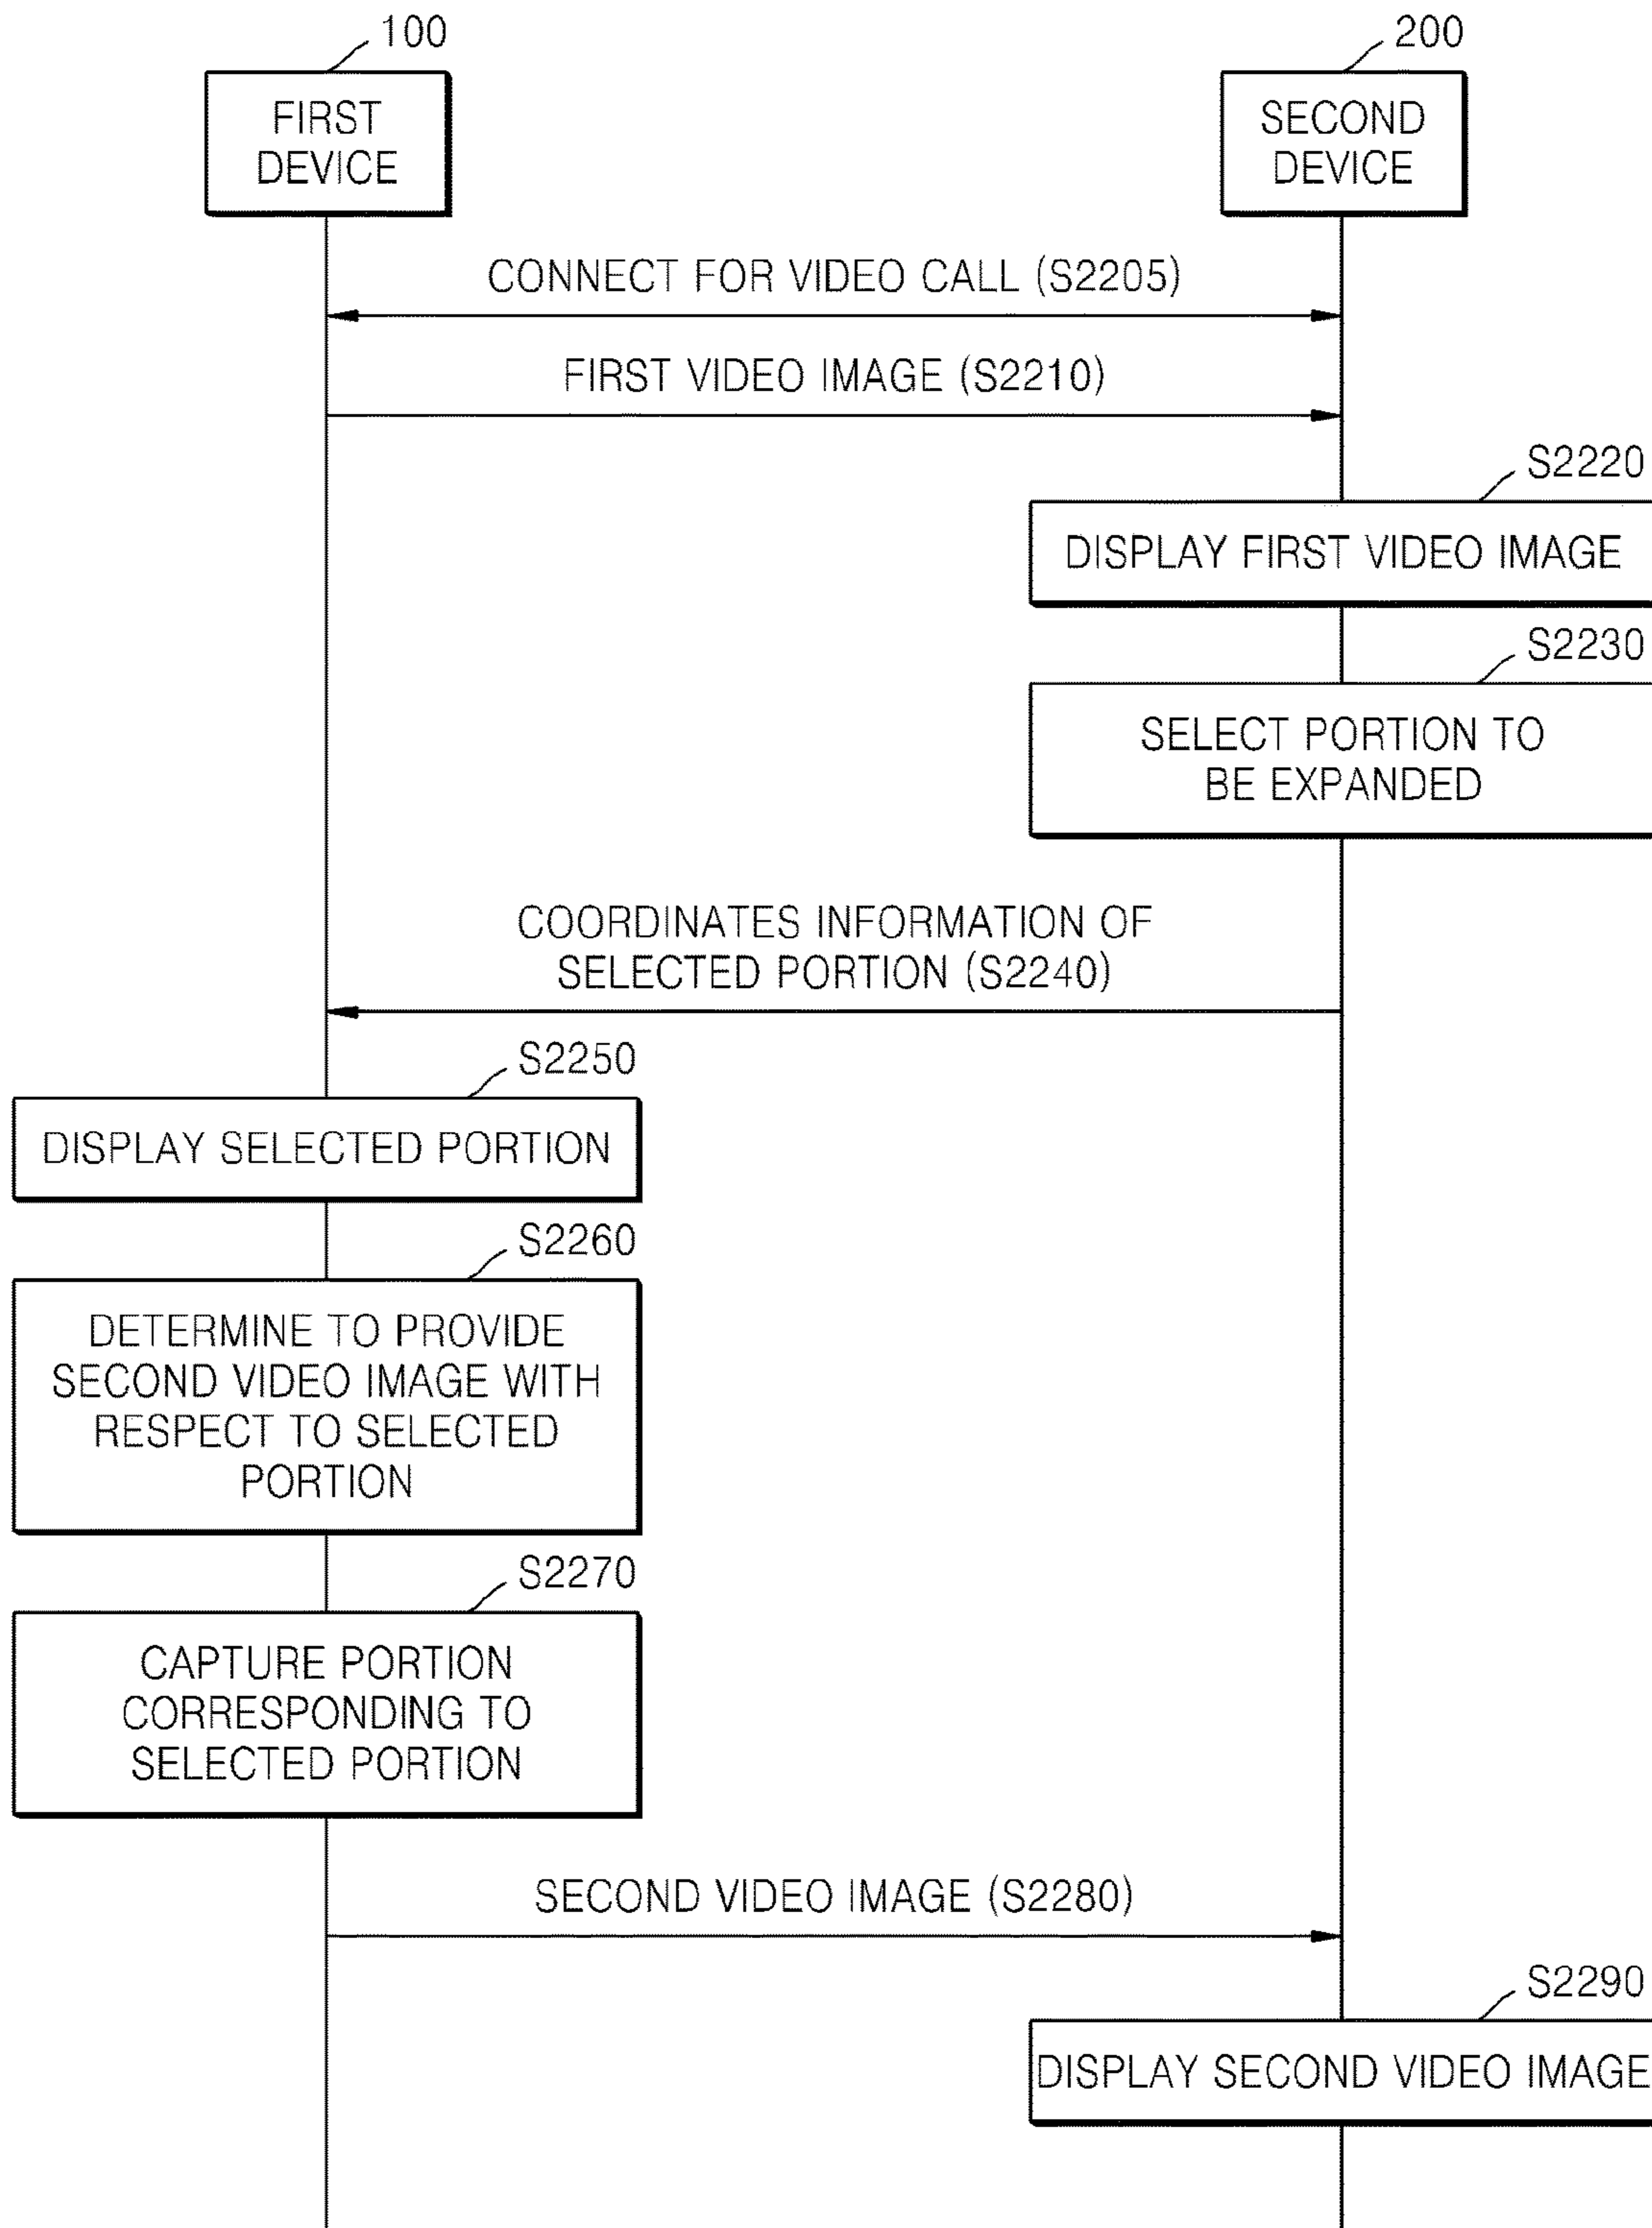 100
200
FIRST
DEVICE
SECOND
DEVICE
CONNECT FOR VIDEO CALL (S2205)
FIRST VIDEO IMAGE (S2210)
S2220
DISPLAY FIRST VIDEO IMAGE
S2230
SELECT PORTION TO
BE EXPANDED
COORDINATES INFORMATION OF
SELECTED PORTION (S2240)
S2250
DISPLAY SELECTED PORTION
S2260
DETERMINE TO PROVIDE
SECOND VIDEO IMAGE WITH
RESPECT TO SELECTED
PORTION
S2270
CAPTURE PORTION
CORRESPONDING TO
SELECTED PORTION
SECOND VIDEO IMAGE (S2280)
S2290
DISPLAY SECOND VIDEO IMAGE